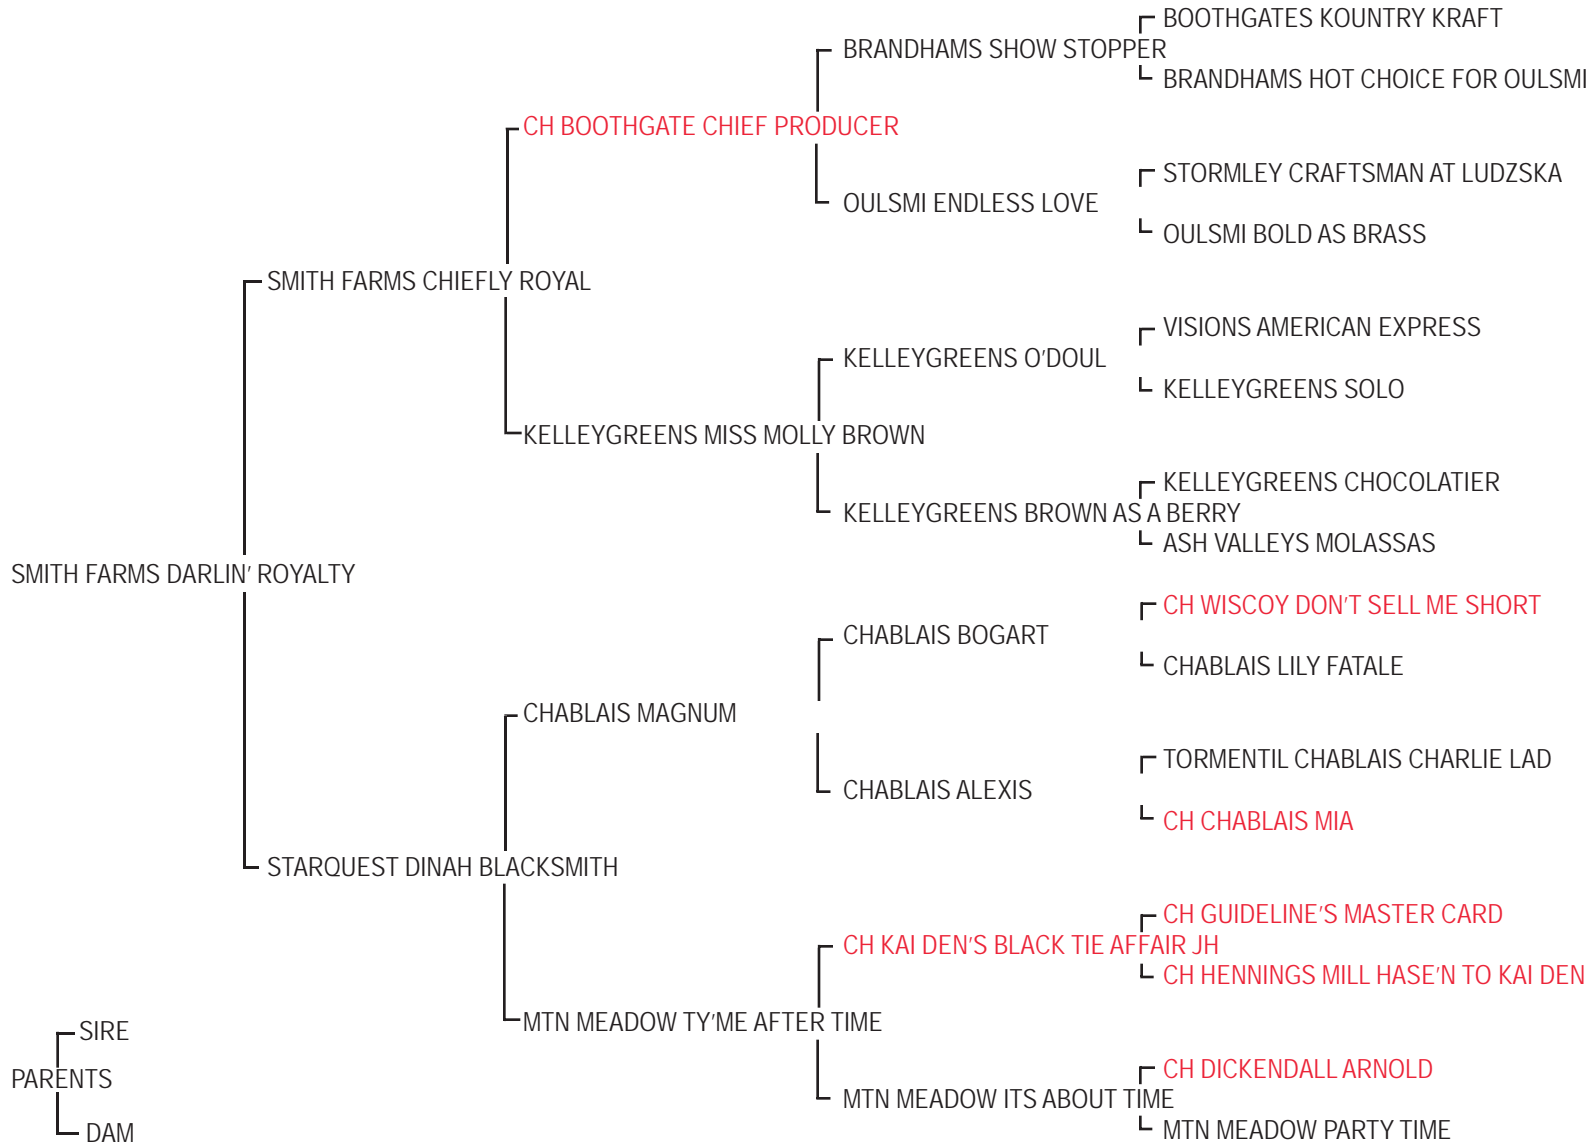 BOOTHGATES KOUNTRY KRAFT
BRANDHAMS SHOW STOPPER
BRANDHAMS HOT CHOICE FOR OULSMI
CH BOOTHGATE CHIEF PRODUCER
STORMLEY CRAFTSMAN AT LUDZSKA
OULSMI ENDLESS LOVE
OULSMI BOLD AS BRASS
SMITH FARMS CHIEFLY ROYAL
VISIONS AMERICAN EXPRESS
KELLEYGREENS O'DOUL
KELLEYGREENS SOLO
KELLEYGREENS MISS MOLLY BROWN
KELLEYGREENS CHOCOLATIER
KELLEYGREENS BROWN AS A BERRY
ASH VALLEYS MOLASSAS
SMITH FARMS DARLIN' ROYALTY
CH WISCOY DON'T SELL ME SHORT
CHABLAIS BOGART
CHABLAIS LILY FATALE
CHABLAIS MAGNUM
TORMENTIL CHABLAIS CHARLIE LAD
CHABLAIS ALEXIS
CH CHABLAIS MIA
STARQUEST DINAH BLACKSMITH
CH GUIDELINE'S MASTER CARD
CH KAI DEN'S BLACK TIE AFFAIR JH
CH HENNINGS MILL HASE'N TO KAI DEN
MTN MEADOW TY'ME AFTER TIME
CH DICKENDALL ARNOLD
MTN MEADOW ITS ABOUT TIME
MTN MEADOW PARTY TIME
SIRE
PARENTS
DAM